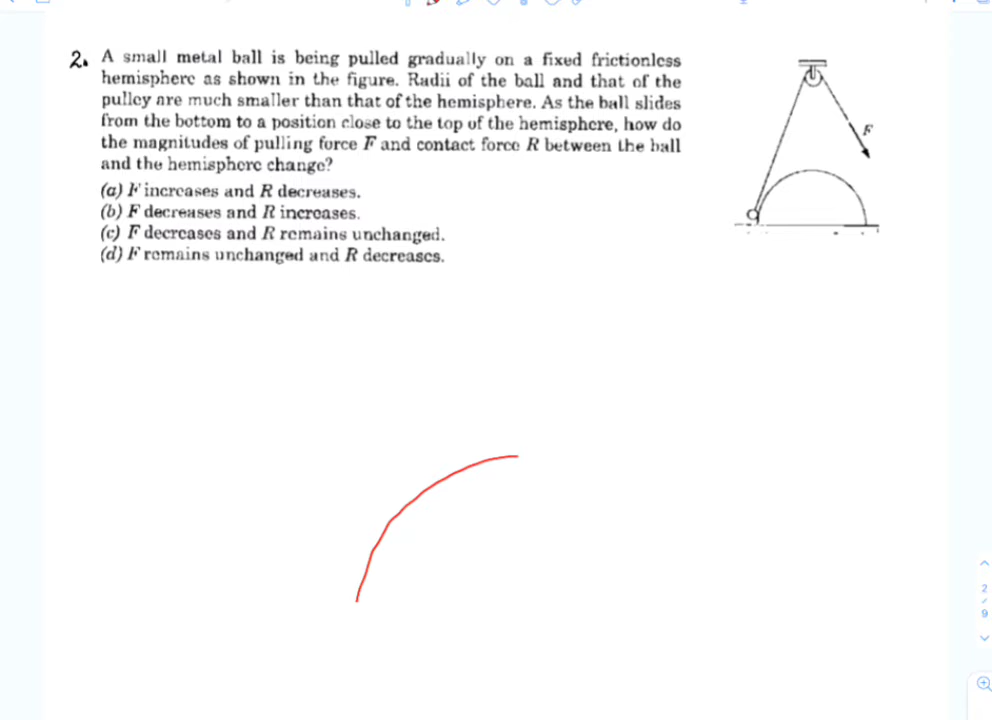 2. A small metal ball is being pulled gradually on a fixed frictionless
hemisphere as shown in the figure. Radii of the ball and that of the
pulley are much smaller than that of the hemisphere. As the ball slides
from the bottom to a position close to the top of the hemisphere, how do
the magnitudes of pulling force F and contact force R between the ball
and the hemisphere change?
(a) F increases and R decreases.
(b) F decreases and R increases.
(c) F decreases and R remains unchanged.
(d) F remains unchanged and R decreases.
F
2
/
9